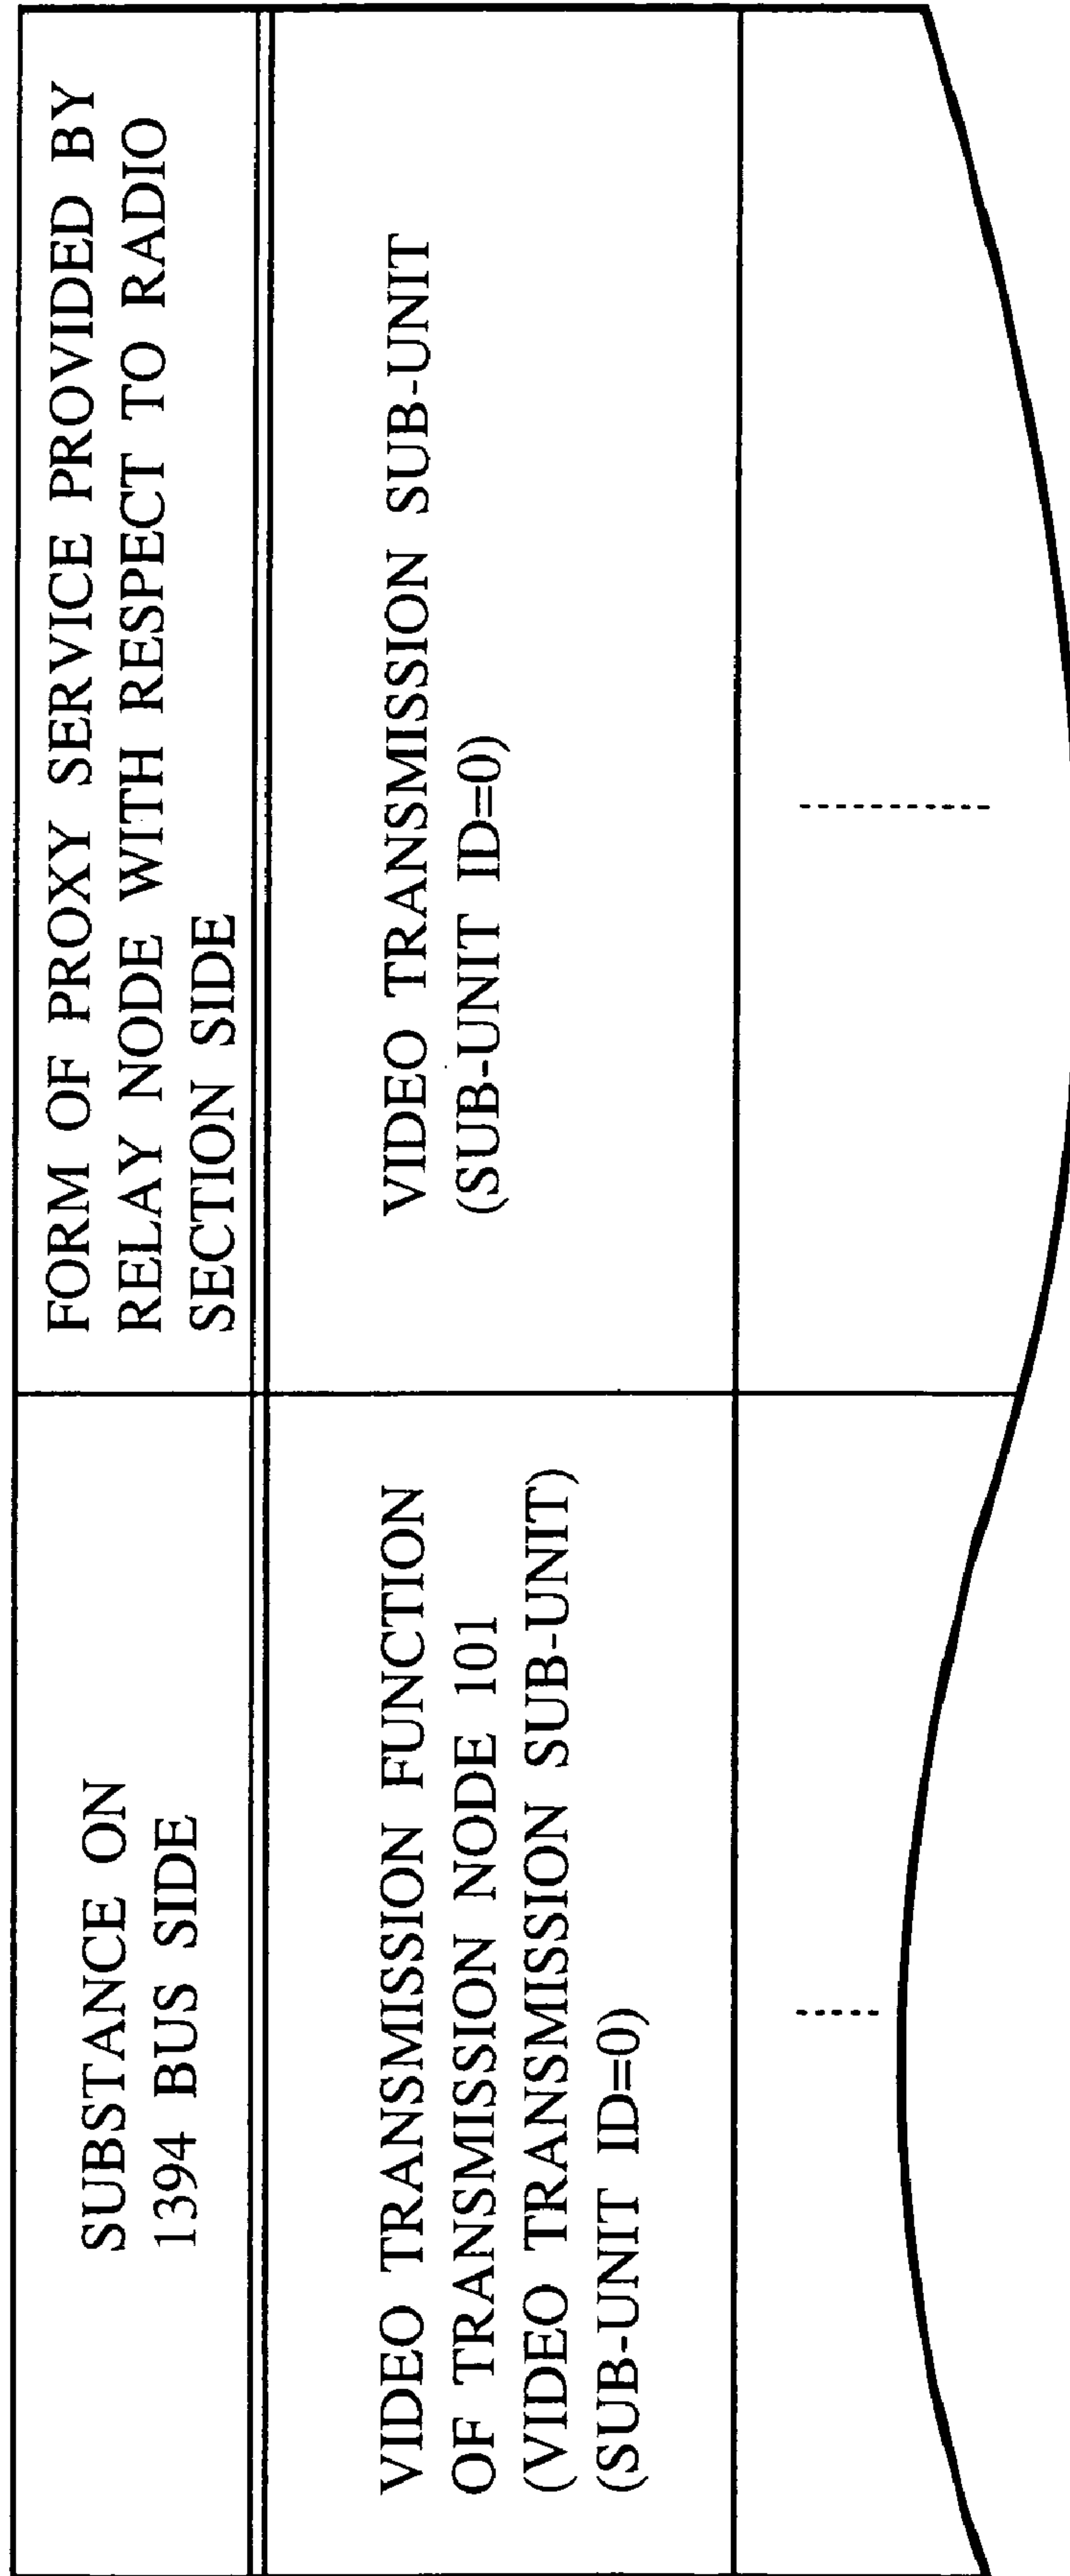 SUBSTANCE ON
1394 BUS SIDE
FORM OF PROXY SERVICE PROVIDED BY
RELAY NODE WITH RESPECT TO RADIO
SECTION SIDE
VIDEO TRANSMISSION FUNCTION
OF TRANSMISSION NODE 101
(VIDEO TRANSMISSION SUB-UNIT)
(SUB-UNIT ID=0)
VIDEO TRANSMISSION SUB-UNIT
(SUB-UNIT ID=0)